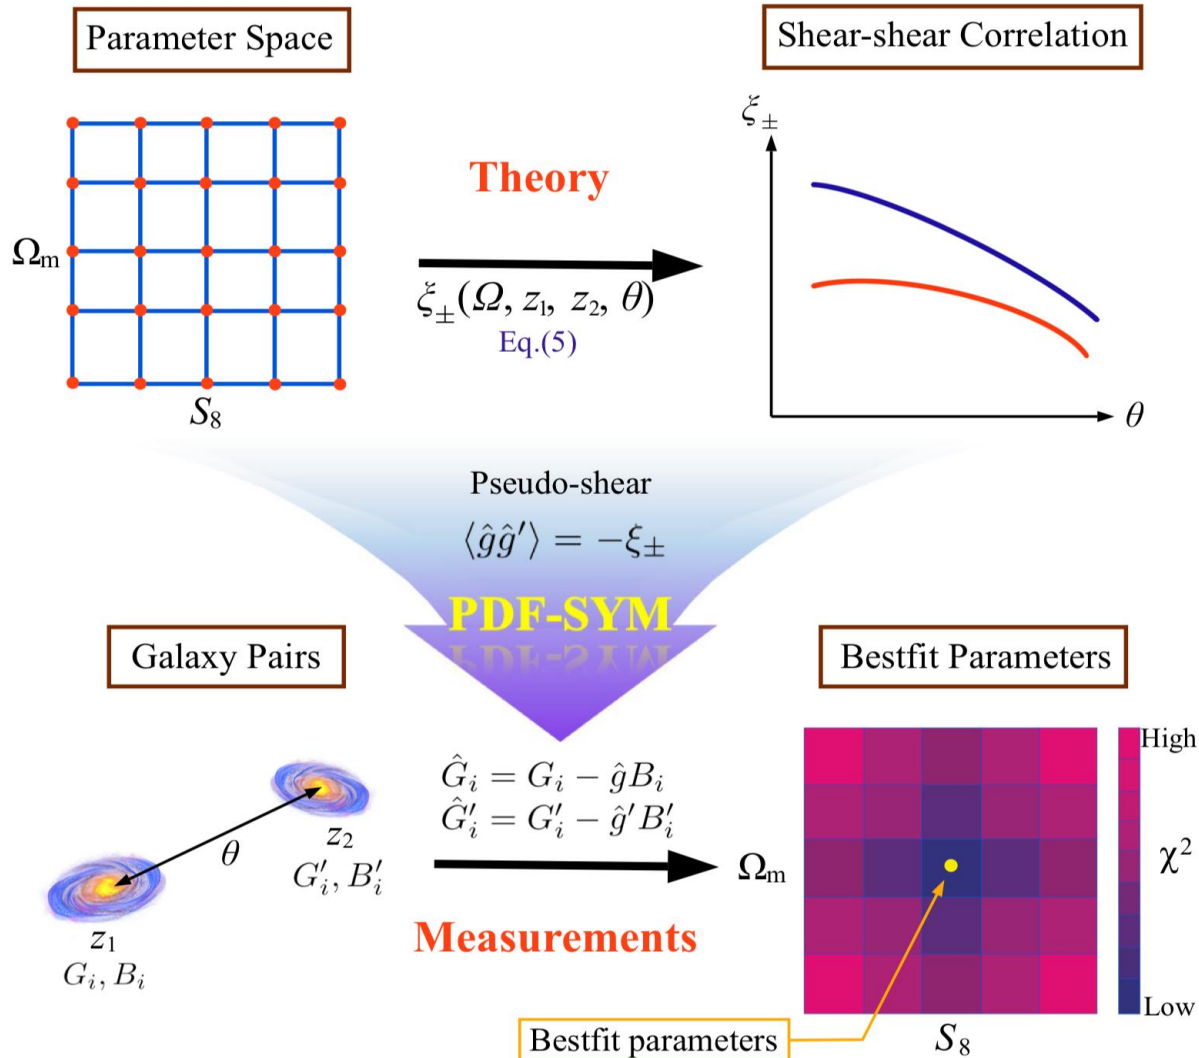 Parameter Space
Shear-shear Correlation
ξ±
Theory
Ωm
ξ±(Ω, z1, z2, θ)
Eq.(5)
S8
θ
Pseudo-shear
⟨ĝĝ′⟩ = −ξ±
PDF-SYM
Galaxy Pairs
Bestfit Parameters
High
Ĝi = Gi − ĝBi
Ĝ′i = G′i − ĝ′B′i
z2
θ
G′i, B′i
Ωm
χ2
Measurements
z1
Gi, Bi
Low
Bestfit parameters
S8